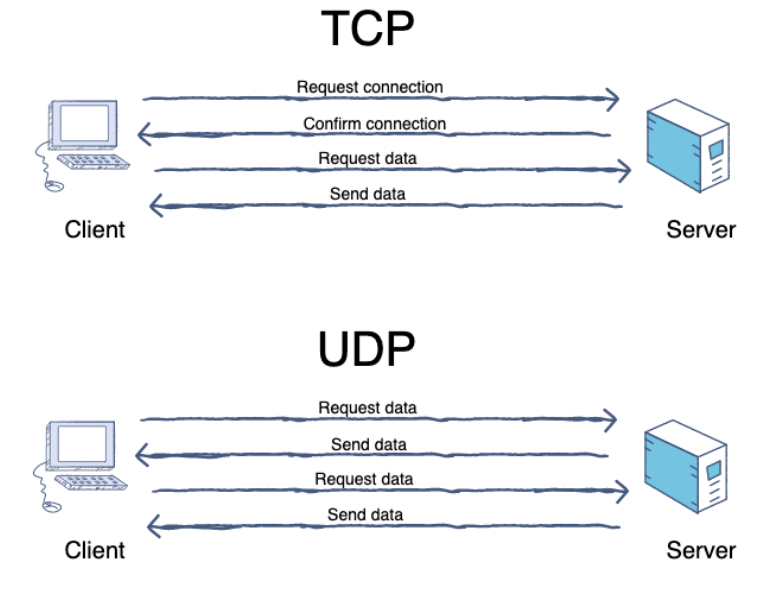 TCP
Request connection
Confirm connection
Request data
Send data
Client
Server
UDP
Request data
Send data
Request data
Send data
Client
Server